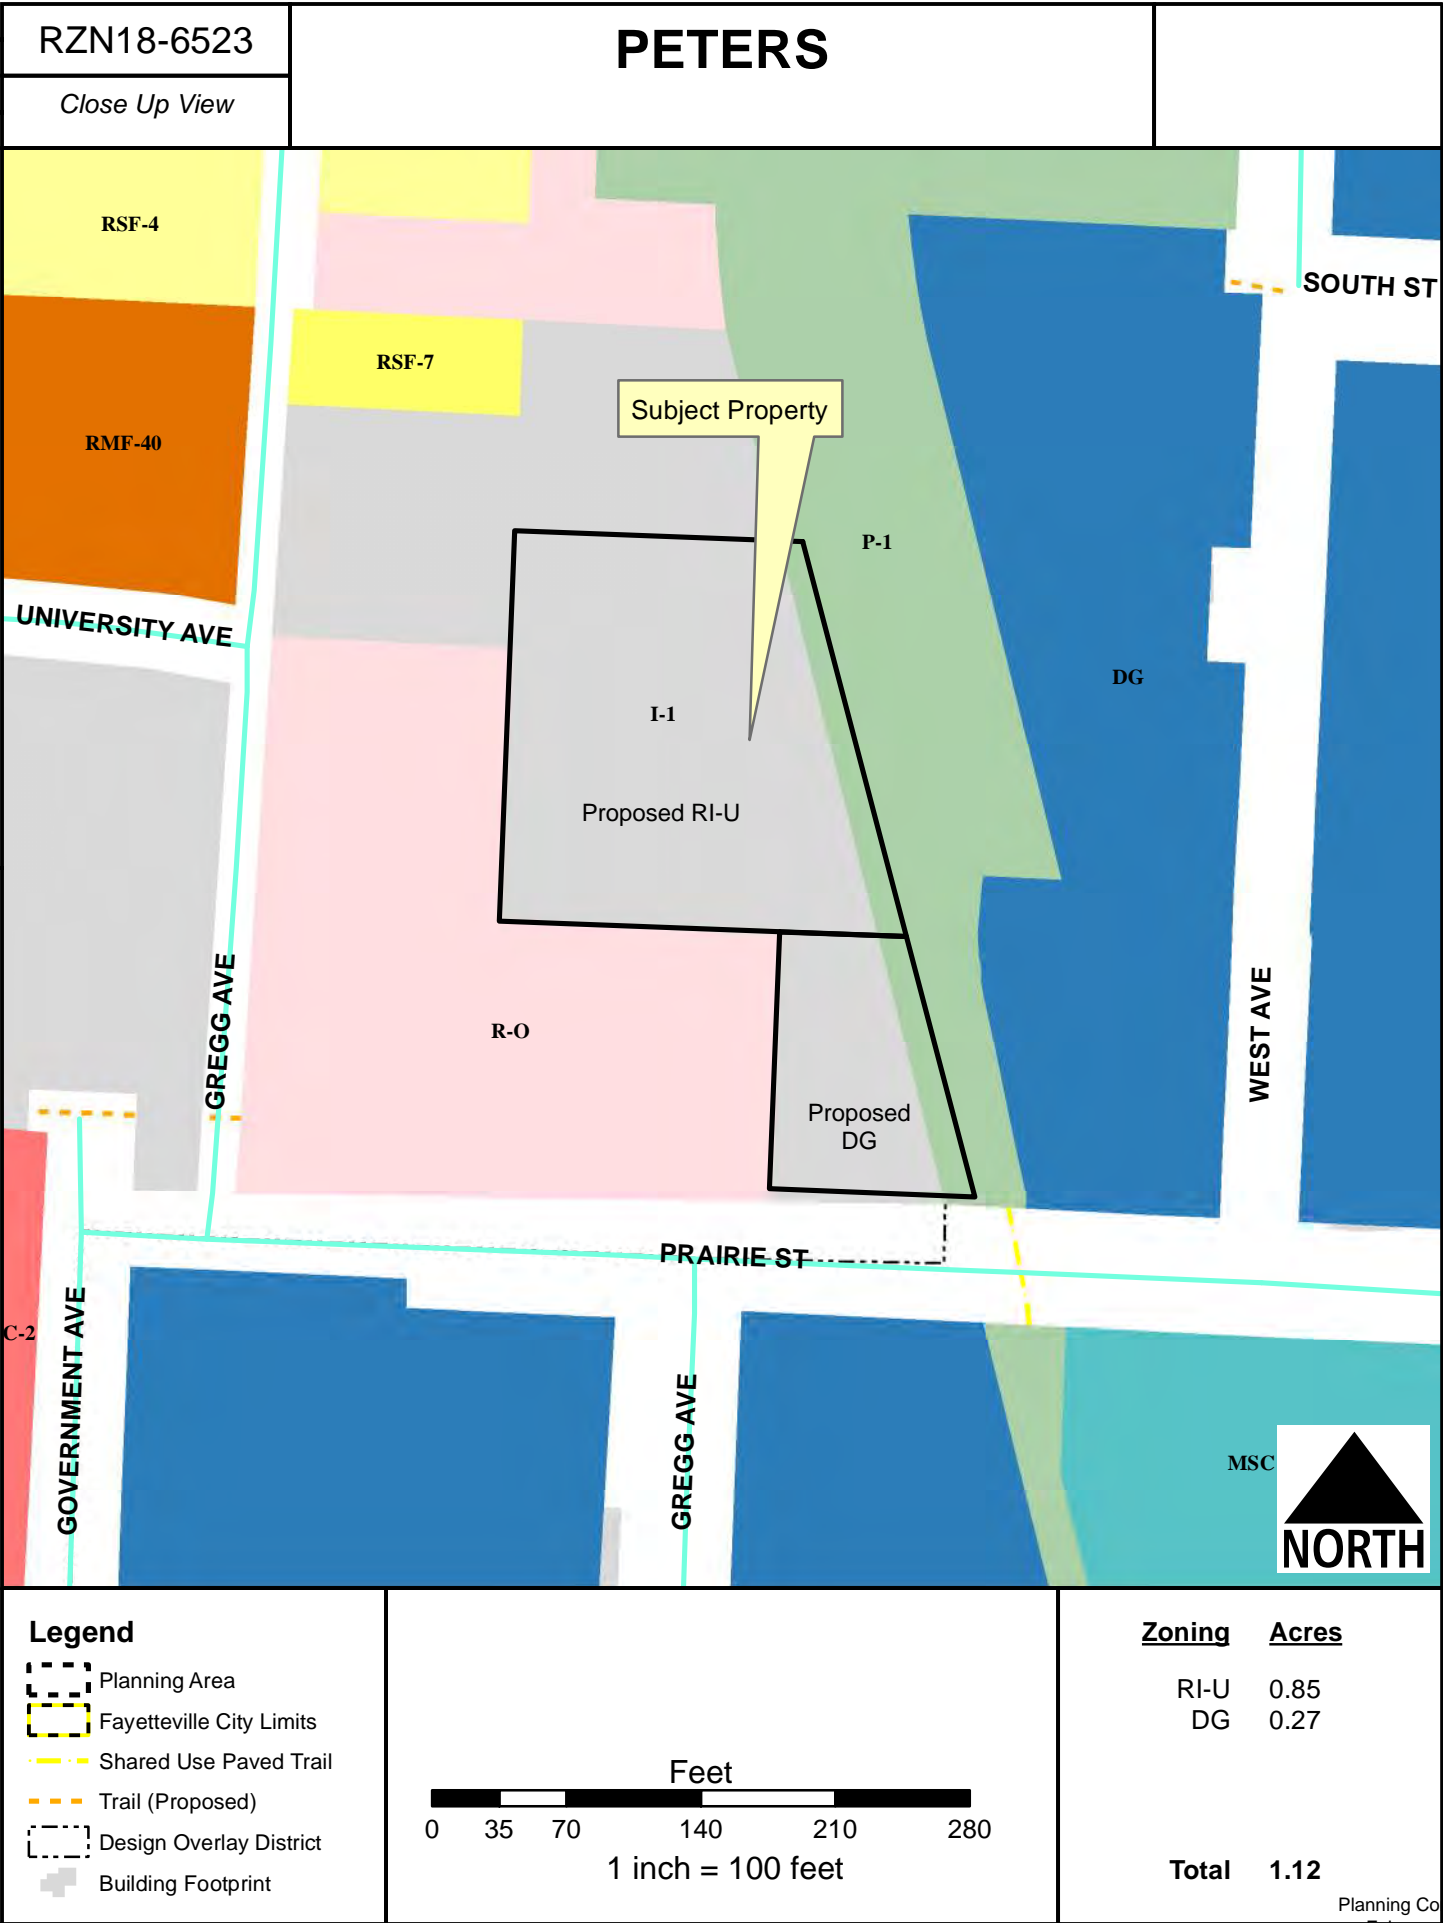 RZN18-6523
PETERS
Close Up View
RSF-4
SOUTH ST
RSF-7
Subject Property
RMF-40
P-1
UNIVERSITY AVE
DG
I-1
Proposed RI-U
GREGG AVE
WEST AVE
R-O
Proposed
DG
PRAIRIE ST
C-2
GOVERNMENT AVE
GREGG AVE
MSC
NORTH
Legend
Planning Area
Fayetteville City Limits
Shared Use Paved Trail
Trail (Proposed)
Design Overlay District
Building Footprint
Feet
0 35 70 140 210 280
1 inch = 100 feet
Zoning Acres
RI-U 0.85
DG 0.27
Total 1.12
Planning Co